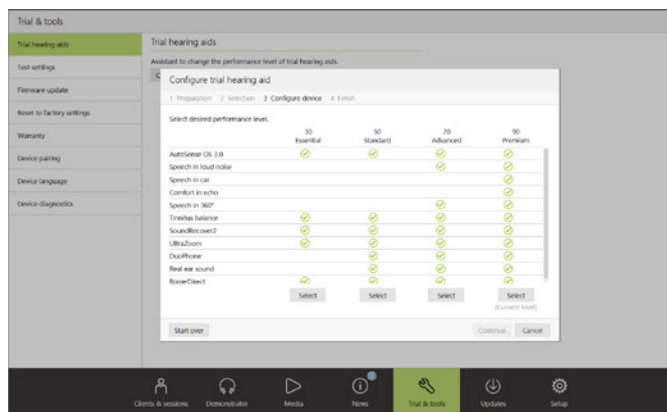 Trial & tools
Trial hearing aids
Test settings
Firmware update
Reset to factory settings
Warranty
Device pairing
Device language
Device diagnostics
Trial hearing aids
Assistant to change the performance level of trial hearing aids.
Configure trial hearing aid
1 Preparation 2 Selection 3 Configure device 4 Finish
Select desired performance level.
30 50 70 90
Essential Standard Advanced Premium
AutoSense OS 3.0
Speech in loud noise
Speech in car
Comfort in echo
Speech in 360°
Tinnitus balance
SoundRecover2
UltraZoom
DuoPhone
Real ear sound
RogerDirect
Select Select Select Select
(Current level)
Start over Continue Cancel
Clients & sessions Demonstrator Media News Trial & tools Updates Setup